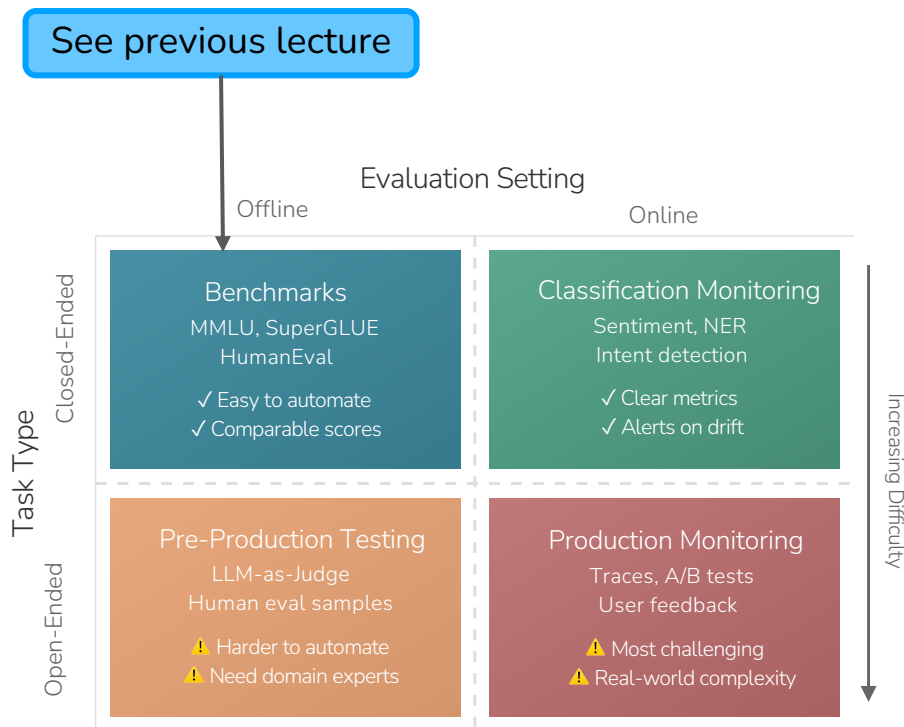 See previous lecture
Evaluation Setting
Offline
Online
Task Type
Closed-Ended
Benchmarks
MMLU, SuperGLUE
HumanEval
✓ Easy to automate
✓ Comparable scores
Classification Monitoring
Sentiment, NER
Intent detection
✓ Clear metrics
✓ Alerts on drift
Open-Ended
Pre-Production Testing
LLM-as-Judge
Human eval samples
⚠️ Harder to automate
⚠️ Need domain experts
Production Monitoring
Traces, A/B tests
User feedback
⚠️ Most challenging
⚠️ Real-world complexity
Increasing Difficulty